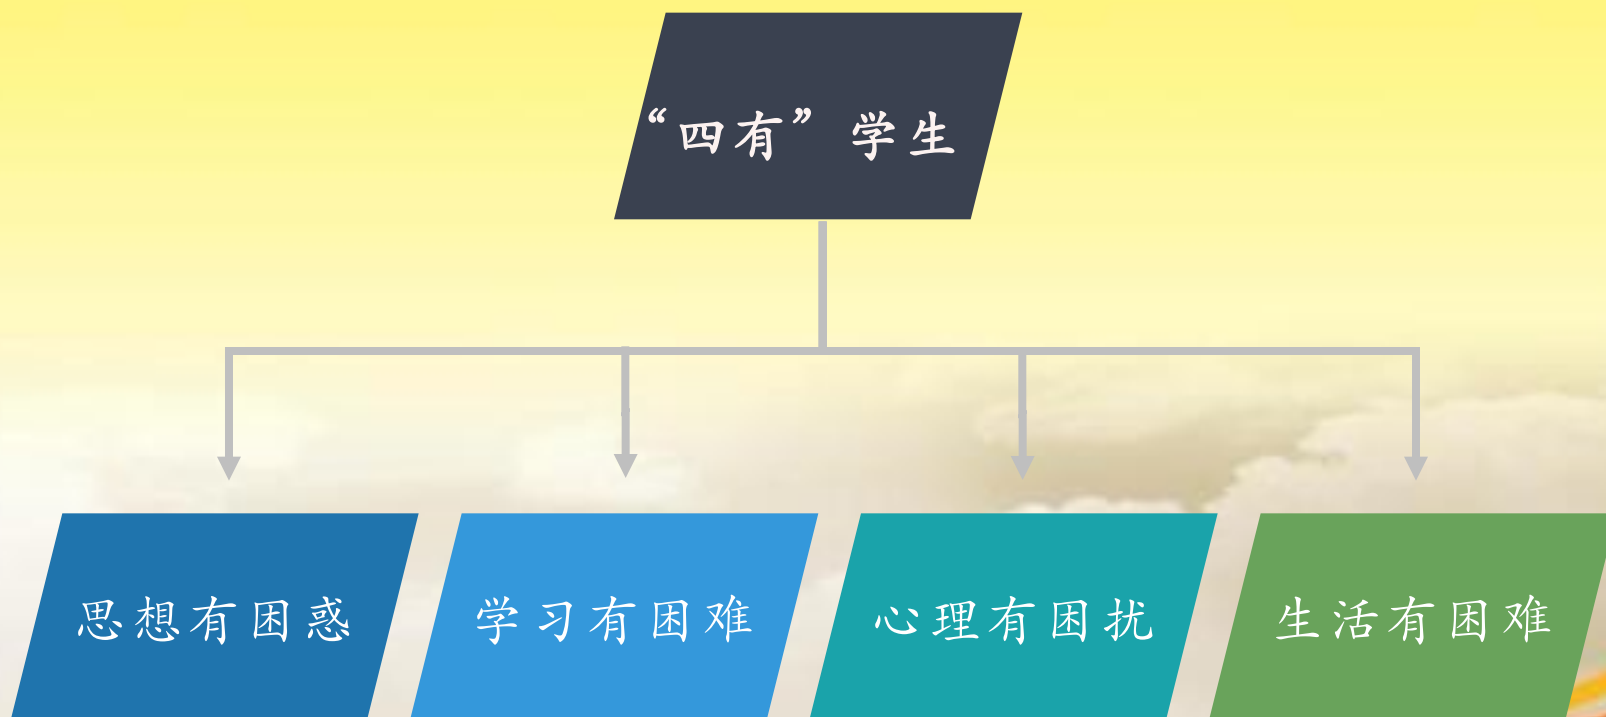 “四有”学生
思想有困惑
学习有困难
心理有困扰
生活有困难